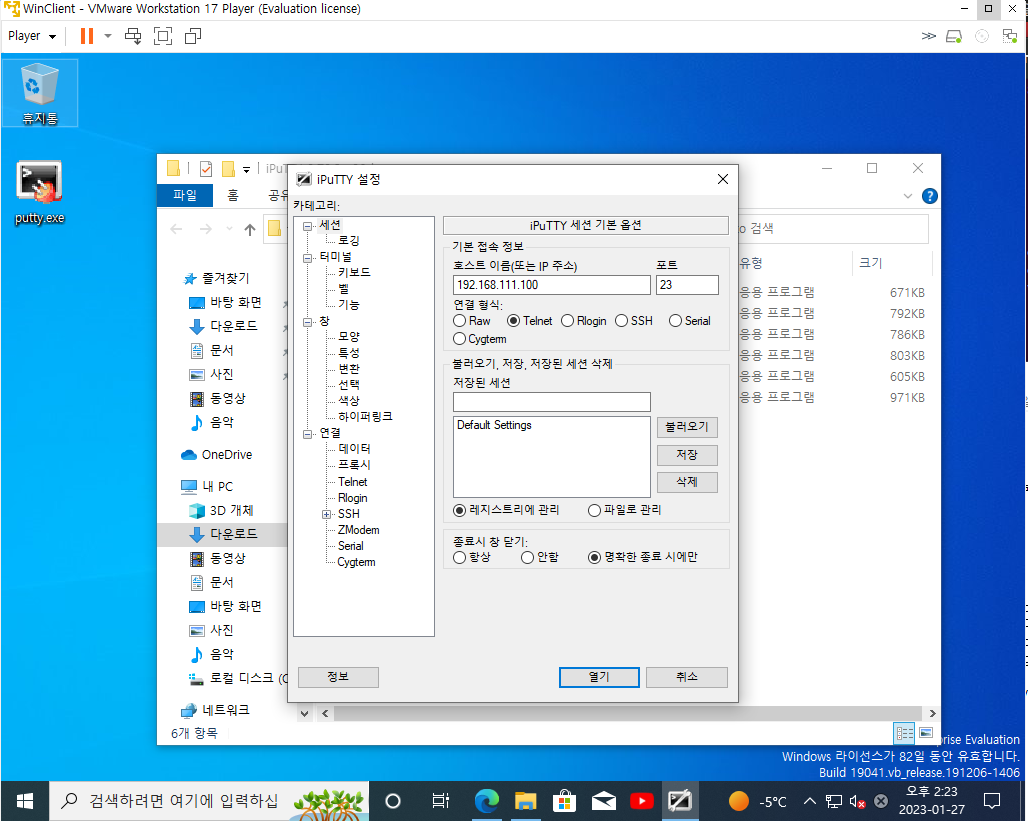 WinClient - VMware Workstation 17 Player (Evaluation license)
Player
휴지통
putty.exe
iPuT
파일
홈
공유
iPuTTY 설정
카테고리:
세션
로깅
터미널
키보드
벨
기능
창
모양
특성
변환
선택
색상
하이퍼링크
연결
데이터
프록시
Telnet
Rlogin
SSH
ZModem
Serial
Cygterm
iPuTTY 세션 기본 옵션
기본 접속 정보
호스트 이름(또는 IP 주소)
포트
192.168.111.100
23
연결 형식:
Raw
Telnet
Rlogin
SSH
Serial
Cygterm
불러오기, 저장, 저장된 세션 삭제
저장된 세션
Default Settings
불러오기
저장
삭제
레지스트리에 관리
파일로 관리
종료시 창 닫기:
항상
안함
명확한 종료 시에만
정보
열기
취소
즐겨찾기
바탕 화면
다운로드
문서
사진
동영상
음악
OneDrive
내 PC
3D 개체
다운로드
동영상
문서
바탕 화면
사진
음악
로컬 디스크 (C
네트워크
6개 항목
o 검색
유형
크기
응용 프로그램
671KB
응용 프로그램
792KB
응용 프로그램
786KB
응용 프로그램
803KB
응용 프로그램
605KB
응용 프로그램
971KB
prise Evaluation
Windows 라이선스가 82일 동안 유효합니다.
Build 19041.vb_release.191206-1406
검색하려면 여기에 입력하십
-5°C
오후 2:23
2023-01-27